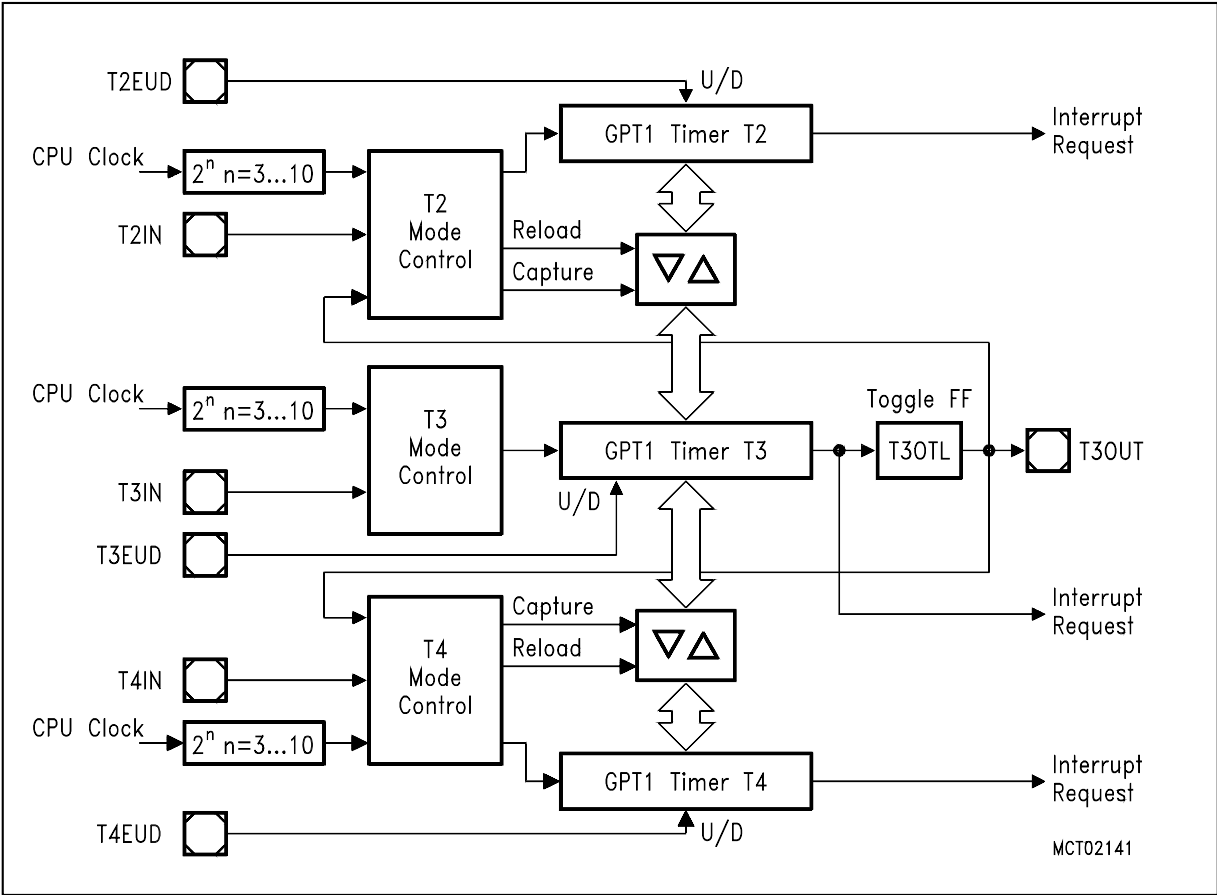 T2EUD
U/D
GPT1 Timer T2
Interrupt
Request
CPU Clock
2ⁿ n=3...10
T2
Mode
Control
T2IN
Reload
Capture
CPU Clock
2ⁿ n=3...10
T3
Mode
Control
Toggle FF
GPT1 Timer T3
T3OTL
T3OUT
T3IN
U/D
T3EUD
Interrupt
Request
Capture
Reload
T4
Mode
Control
T4IN
CPU Clock
2ⁿ n=3...10
GPT1 Timer T4
Interrupt
Request
T4EUD
U/D
MCT02141